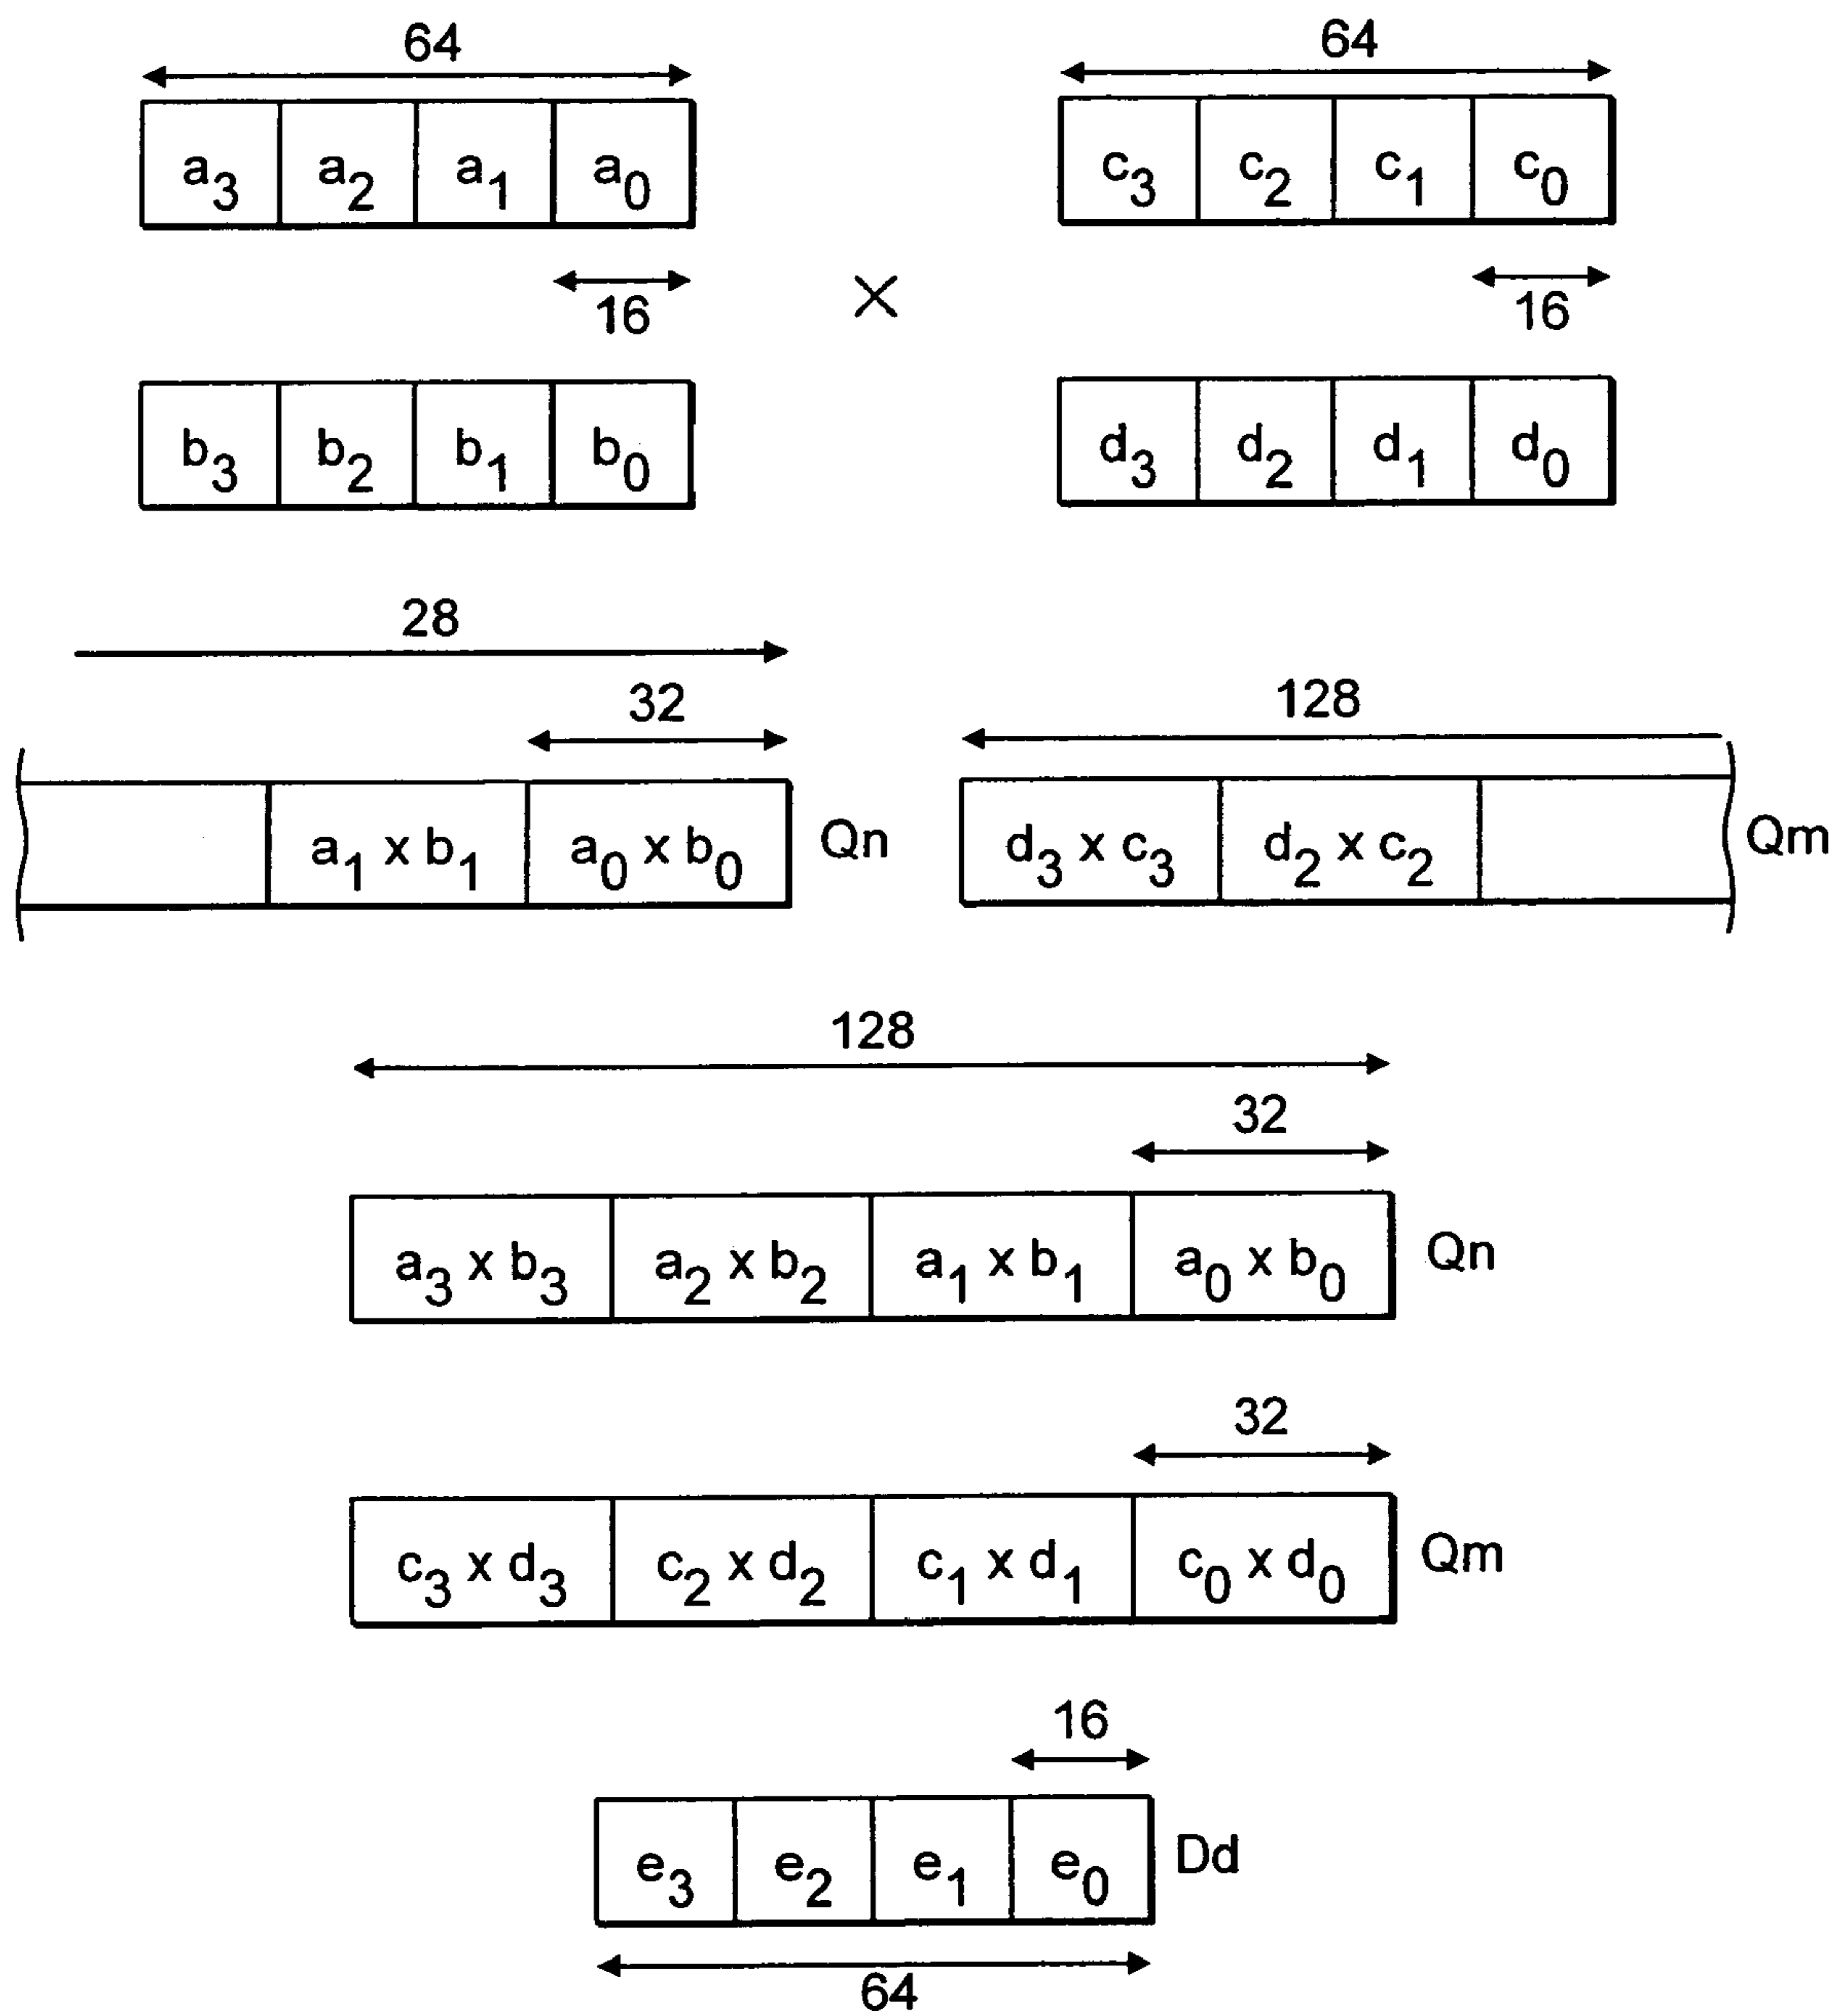 64 64
a3 a2 a1 a0 c3 c2 c1 c0
16 × 16
b3 b2 b1 b0 d3 d2 d1 d0
28
32 128
a1 x b1 a0 x b0 Qn d3 x c3 d2 x c2 Qm
128
32
a3 x b3 a2 x b2 a1 x b1 a0 x b0 Qn
32
c3 x d3 c2 x d2 c1 x d1 c0 x d0 Qm
16
e3 e2 e1 e0 Dd
64